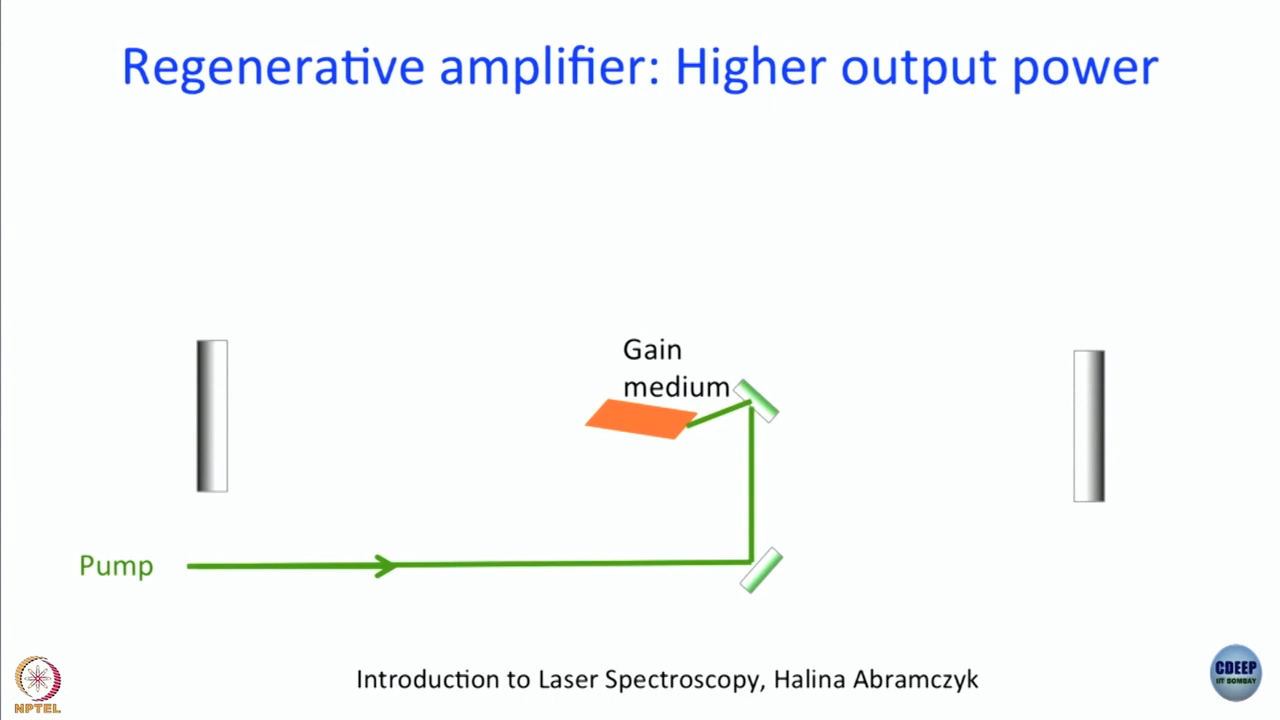 Regenerative amplifier: Higher output power
Gain
medium
Pump
Introduction to Laser Spectroscopy, Halina Abramczyk
NPTEL
CDEEP
IIT BOMBAY